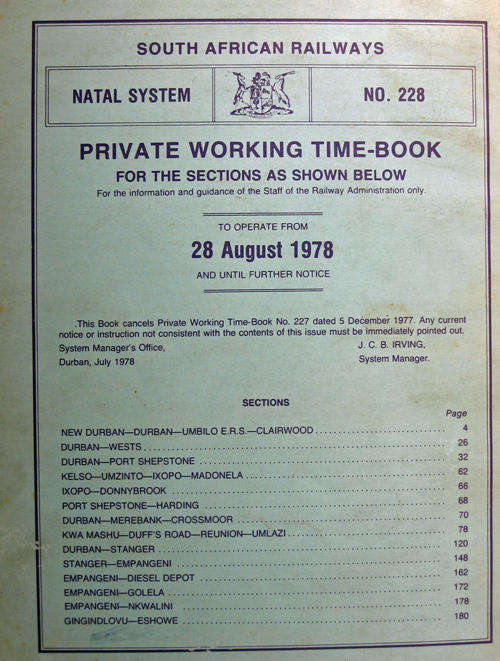 SOUTH AFRICAN RAILWAYS
NATAL SYSTEM
NO. 228
PRIVATE WORKING TIME-BOOK
FOR THE SECTIONS AS SHOWN BELOW
For the information and guidance of the Staff of the Railway Administration only.
TO OPERATE FROM
28 August 1978
AND UNTIL FURTHER NOTICE
.This Book cancels Private Working Time-Book No. 227 dated 5 December 1977. Any current
notice or instruction not consistent with the contents of this issue must be immediately pointed out.
System Manager's Office,
J. C. B. IRVING,
Durban, July 1978
System Manager.
SECTIONS
Page
NEW DURBAN—DURBAN—UMBILO E.R.S.—CLAIRWOOD 4
DURBAN—WESTS 26
DURBAN—PORT SHEPSTONE 32
KELSO—UMZINTO—IXOPO—MADONELA 62
IXOPO—DONNYBROOK 66
PORT SHEPSTONE—HARDING 68
DURBAN—MEREBANK—CROSSMOOR 70
KWA MASHU—DUFF'S ROAD—REUNION—UMLAZI 78
DURBAN—STANGER 120
STANGER—EMPANGENI 148
EMPANGENI—DIESEL DEPOT 162
EMPANGENI—GOLELA 172
EMPANGENI—NKWALINI 178
GINGINDLOVU—ESHOWE 180